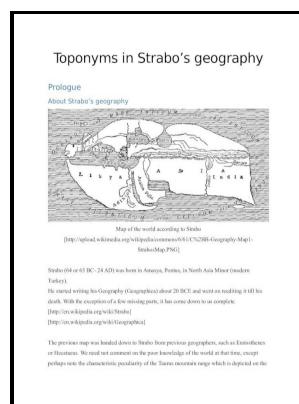 Toponyms in Strabo's geography
Prologue
About Strabo's geography
Libya
Asia
India
Map of the world according to Strabo
[http://upload.wikimedia.org/wikipedia/commons/6/61/C%2BB-Geography-Map1-
StrabosMap.PNG]
Strabo (64 or 63 BC- 24 AD) was born in Amasya, Pontus, in North Asia Minor (modern
Turkey).
He started writing his Geography (Geographica) about 20 BCE and went on reediting it till his
death. With the exception of a few missing parts, it has come down to us complete.
[http://en.wikipedia.org/wiki/Strabo]
[http://en.wikipedia.org/wiki/Geographica]
The previous map was handed down to Strabo from previous geographers, such as Eratosthenes
or Hecataeus. We need not comment on the poor knowledge of the world at that time, except
perhaps note the characteristic peculiarity of the Taurus mountain range which is depicted on the